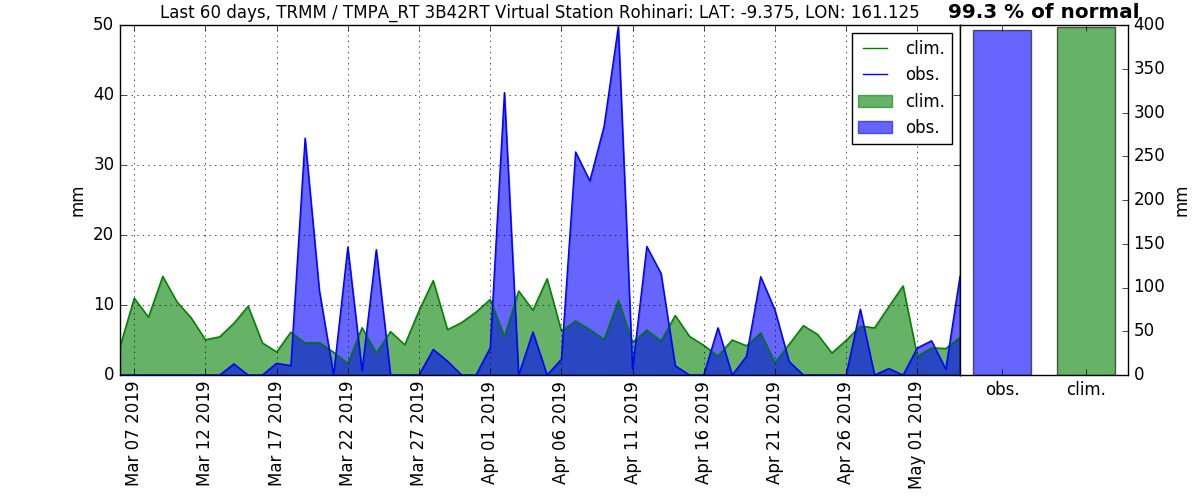 Last 60 days, TRMM / TMPA_RT 3B42RT Virtual Station Rohinari: LAT: -9.375, LON: 161.125
99.3 % of normal
50
40
30
20
10
0
mm
clim.
obs.
clim.
obs.
400
350
300
250
200
150
100
50
0
mm
obs.
clim.
Mar 07 2019
Mar 12 2019
Mar 17 2019
Mar 22 2019
Mar 27 2019
Apr 01 2019
Apr 06 2019
Apr 11 2019
Apr 16 2019
Apr 21 2019
Apr 26 2019
May 01 2019